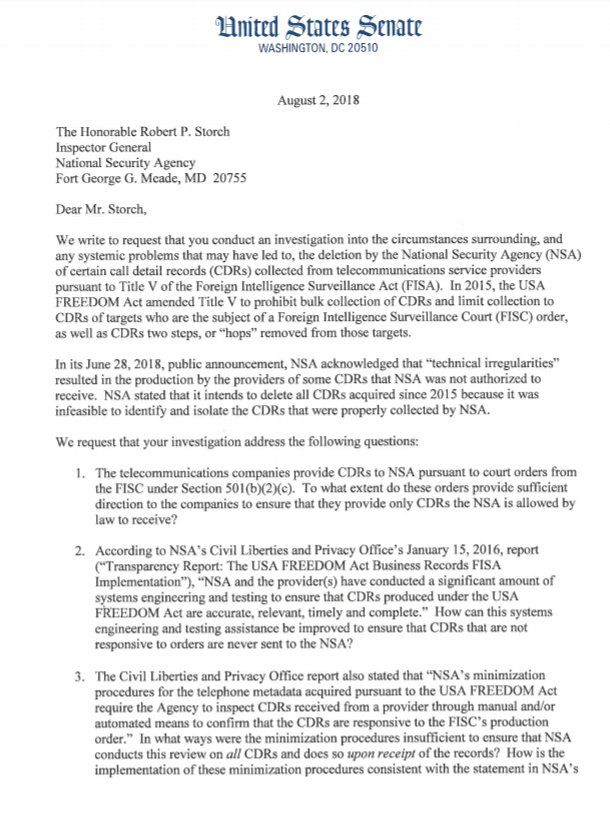 United States Senate
WASHINGTON, DC 20510
August 2, 2018
The Honorable Robert P. Storch
Inspector General
National Security Agency
Fort George G. Meade, MD 20755
Dear Mr. Storch,
We write to request that you conduct an investigation into the circumstances surrounding, and
any systemic problems that may have led to, the deletion by the National Security Agency (NSA)
of certain call detail records (CDRs) collected from telecommunications service providers
pursuant to Title V of the Foreign Intelligence Surveillance Act (FISA). In 2015, the USA
FREEDOM Act amended Title V to prohibit bulk collection of CDRs and limit collection to
CDRs of targets who are the subject of a Foreign Intelligence Surveillance Court (FISC) order,
as well as CDRs two steps, or “hops” removed from those targets.
In its June 28, 2018, public announcement, NSA acknowledged that “technical irregularities”
resulted in the production by the providers of some CDRs that NSA was not authorized to
receive. NSA stated that it intends to delete all CDRs acquired since 2015 because it was
infeasible to identify and isolate the CDRs that were properly collected by NSA.
We request that your investigation address the following questions:
1. The telecommunications companies provide CDRs to NSA pursuant to court orders from
the FISC under Section 501(b)(2)(c). To what extent do these orders provide sufficient
direction to the companies to ensure that they provide only CDRs the NSA is allowed by
law to receive?
2. According to NSA’s Civil Liberties and Privacy Office’s January 15, 2016, report
(“Transparency Report: The USA FREEDOM Act Business Records FISA
Implementation”), “NSA and the provider(s) have conducted a significant amount of
systems engineering and testing to ensure that CDRs produced under the USA
FREEDOM Act are accurate, relevant, timely and complete.” How can this systems
engineering and testing assistance be improved to ensure that CDRs that are not
responsive to orders are never sent to the NSA?
3. The Civil Liberties and Privacy Office report also stated that “NSA’s minimization
procedures for the telephone metadata acquired pursuant to the USA FREEDOM Act
require the Agency to inspect CDRs received from a provider through manual and/or
automated means to confirm that the CDRs are responsive to the FISC’s production
order.” In what ways were the minimization procedures insufficient to ensure that NSA
conducts this review on all CDRs and does so upon receipt of the records? How is the
implementation of these minimization procedures consistent with the statement in NSA’s